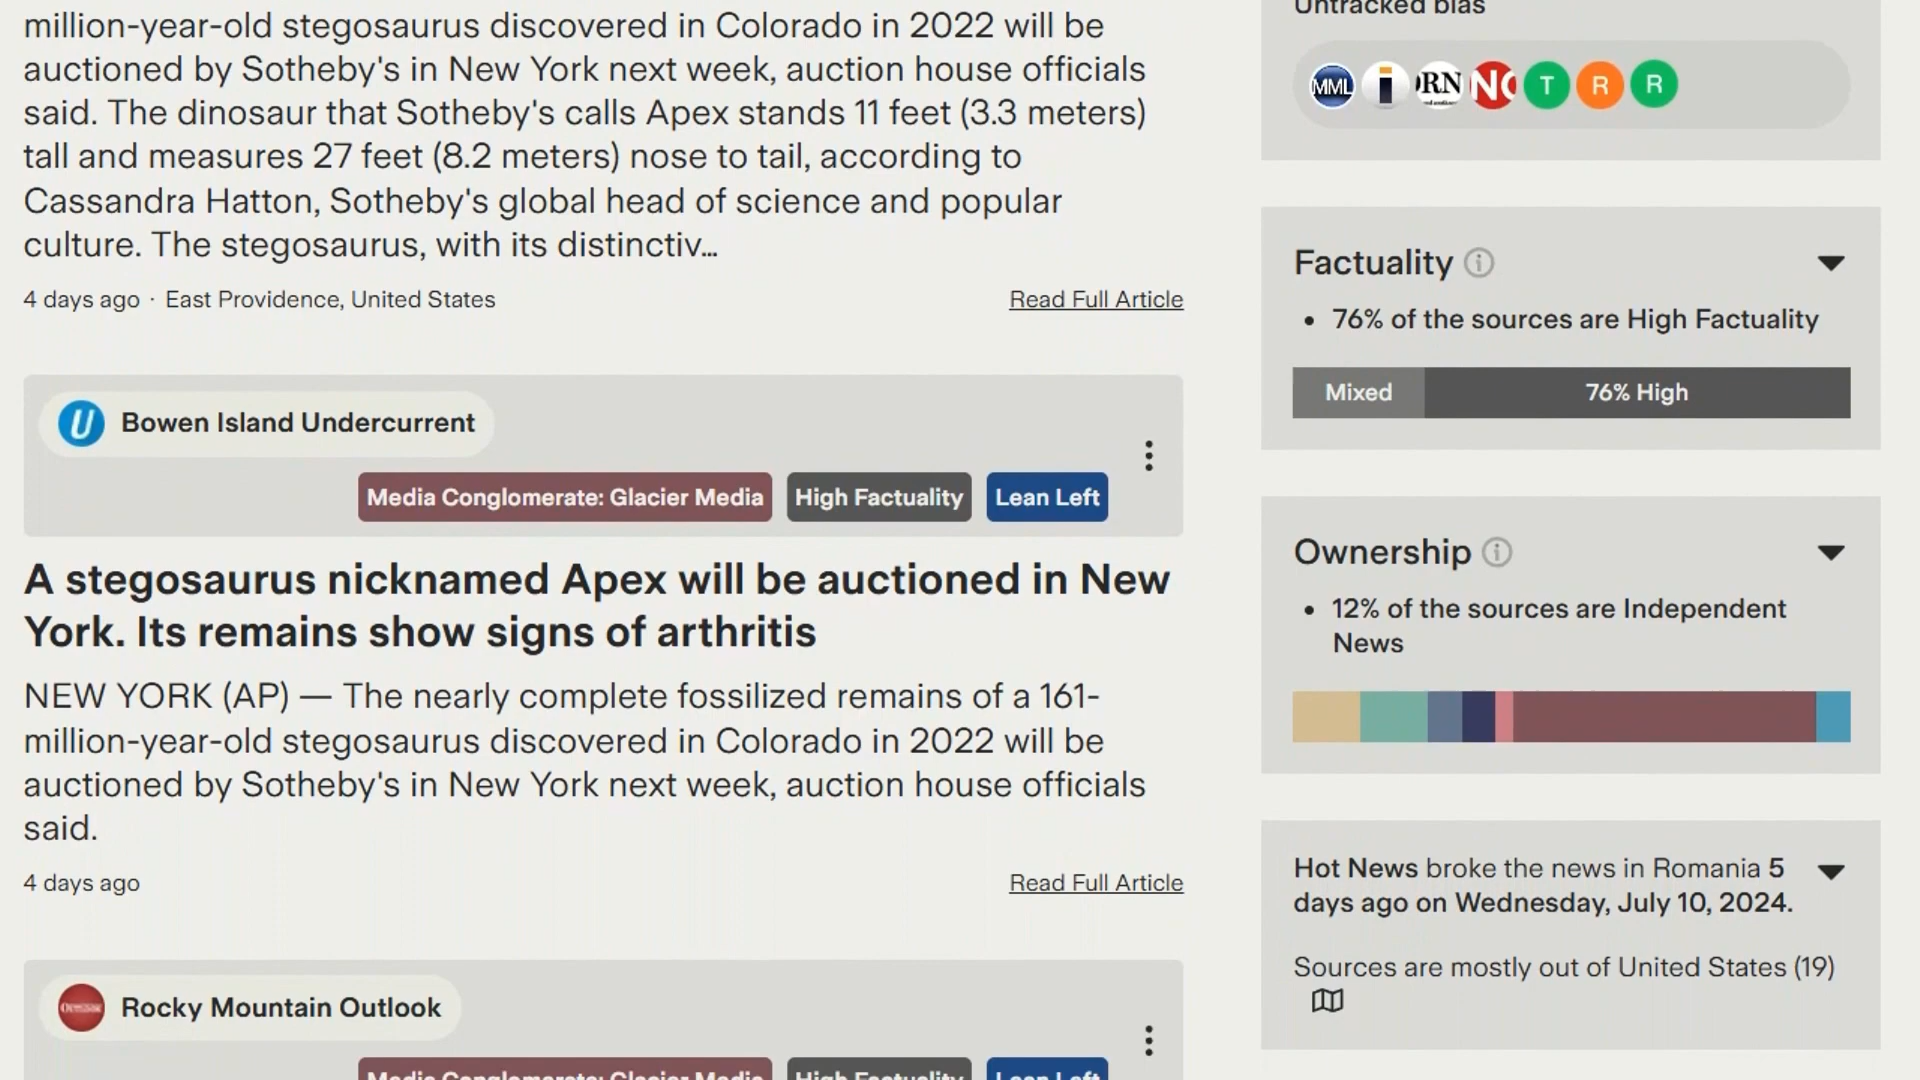 million-year-old stegosaurus discovered in Colorado in 2022 will be
auctioned by Sotheby's in New York next week, auction house officials
said. The dinosaur that Sotheby's calls Apex stands 11 feet (3.3 meters)
tall and measures 27 feet (8.2 meters) nose to tail, according to
Cassandra Hatton, Sotheby's global head of science and popular
culture. The stegosaurus, with its distinctiv...
4 days ago · East Providence, United States
Read Full Article
U
Bowen Island Undercurrent
Media Conglomerate: Glacier Media
High Factuality
Lean Left
A stegosaurus nicknamed Apex will be auctioned in New
York. Its remains show signs of arthritis
NEW YORK (AP) — The nearly complete fossilized remains of a 161-
million-year-old stegosaurus discovered in Colorado in 2022 will be
auctioned by Sotheby's in New York next week, auction house officials
said.
4 days ago
Read Full Article
Rocky Mountain Outlook
Media Conglomerate: Glacier Media
High Factuality
Lean Left
Untracked bias
MML
i
RN
T
R
R
Factuality
• 76% of the sources are High Factuality
Mixed
76% High
Ownership
• 12% of the sources are Independent
News
Hot News broke the news in Romania 5
days ago on Wednesday, July 10, 2024.
Sources are mostly out of United States (19)